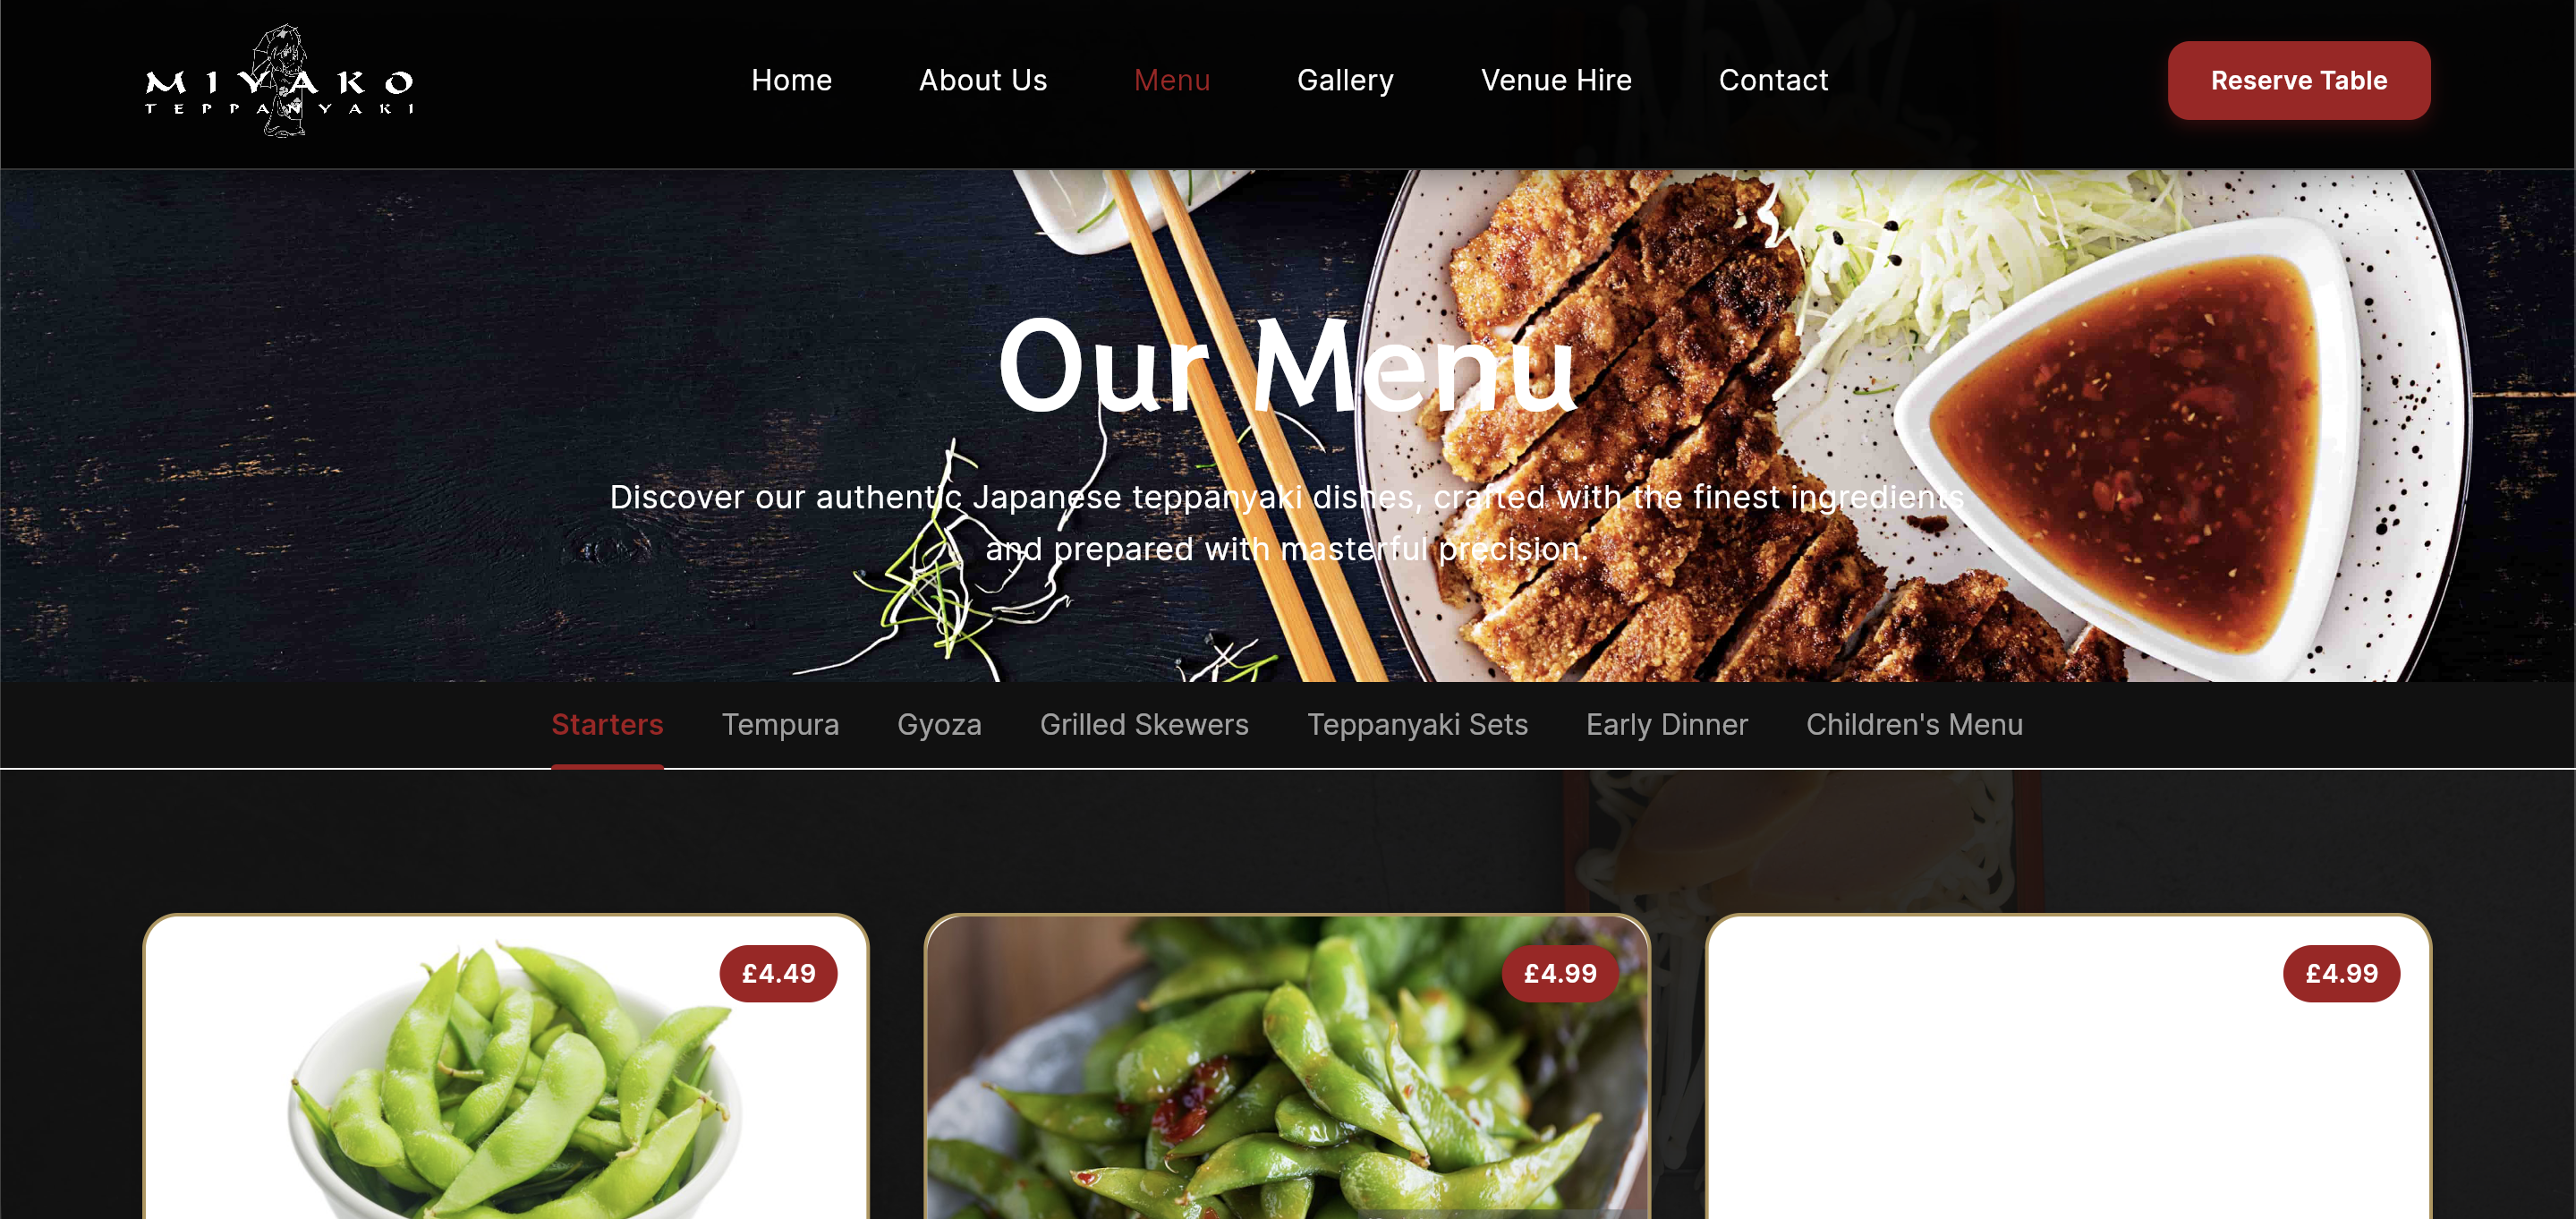 MIYAKO
TEPPANYAKI
Home
About Us
Menu
Gallery
Venue Hire
Contact
Reserve Table
Our Menu
Discover our authentic Japanese teppanyaki dishes, crafted with the finest ingredients
and prepared with masterful precision.
Starters
Tempura
Gyoza
Grilled Skewers
Teppanyaki Sets
Early Dinner
Children's Menu
£4.49
£4.99
£4.99